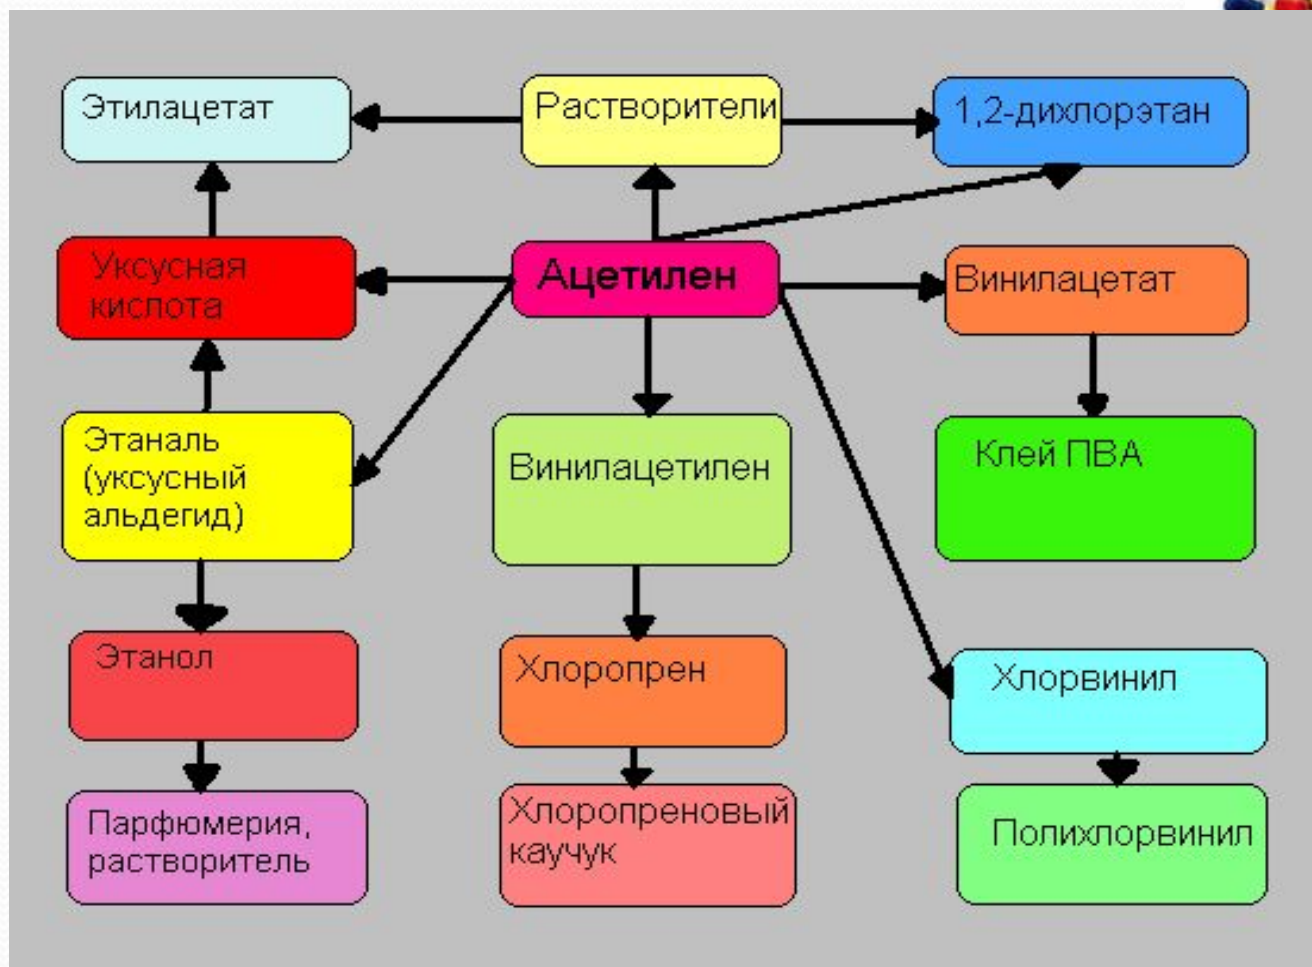 Этилацетат
Растворители
1,2-дихлорэтан
Уксусная
кислота
Ацетилен
Винилацетат
Этаналь
(уксусный
альдегид)
Винилацетилен
Клей ПВА
Этанол
Хлоропрен
Хлорвинил
Парфюмерия,
растворитель
Хлоропреновый
каучук
Полихлорвинил